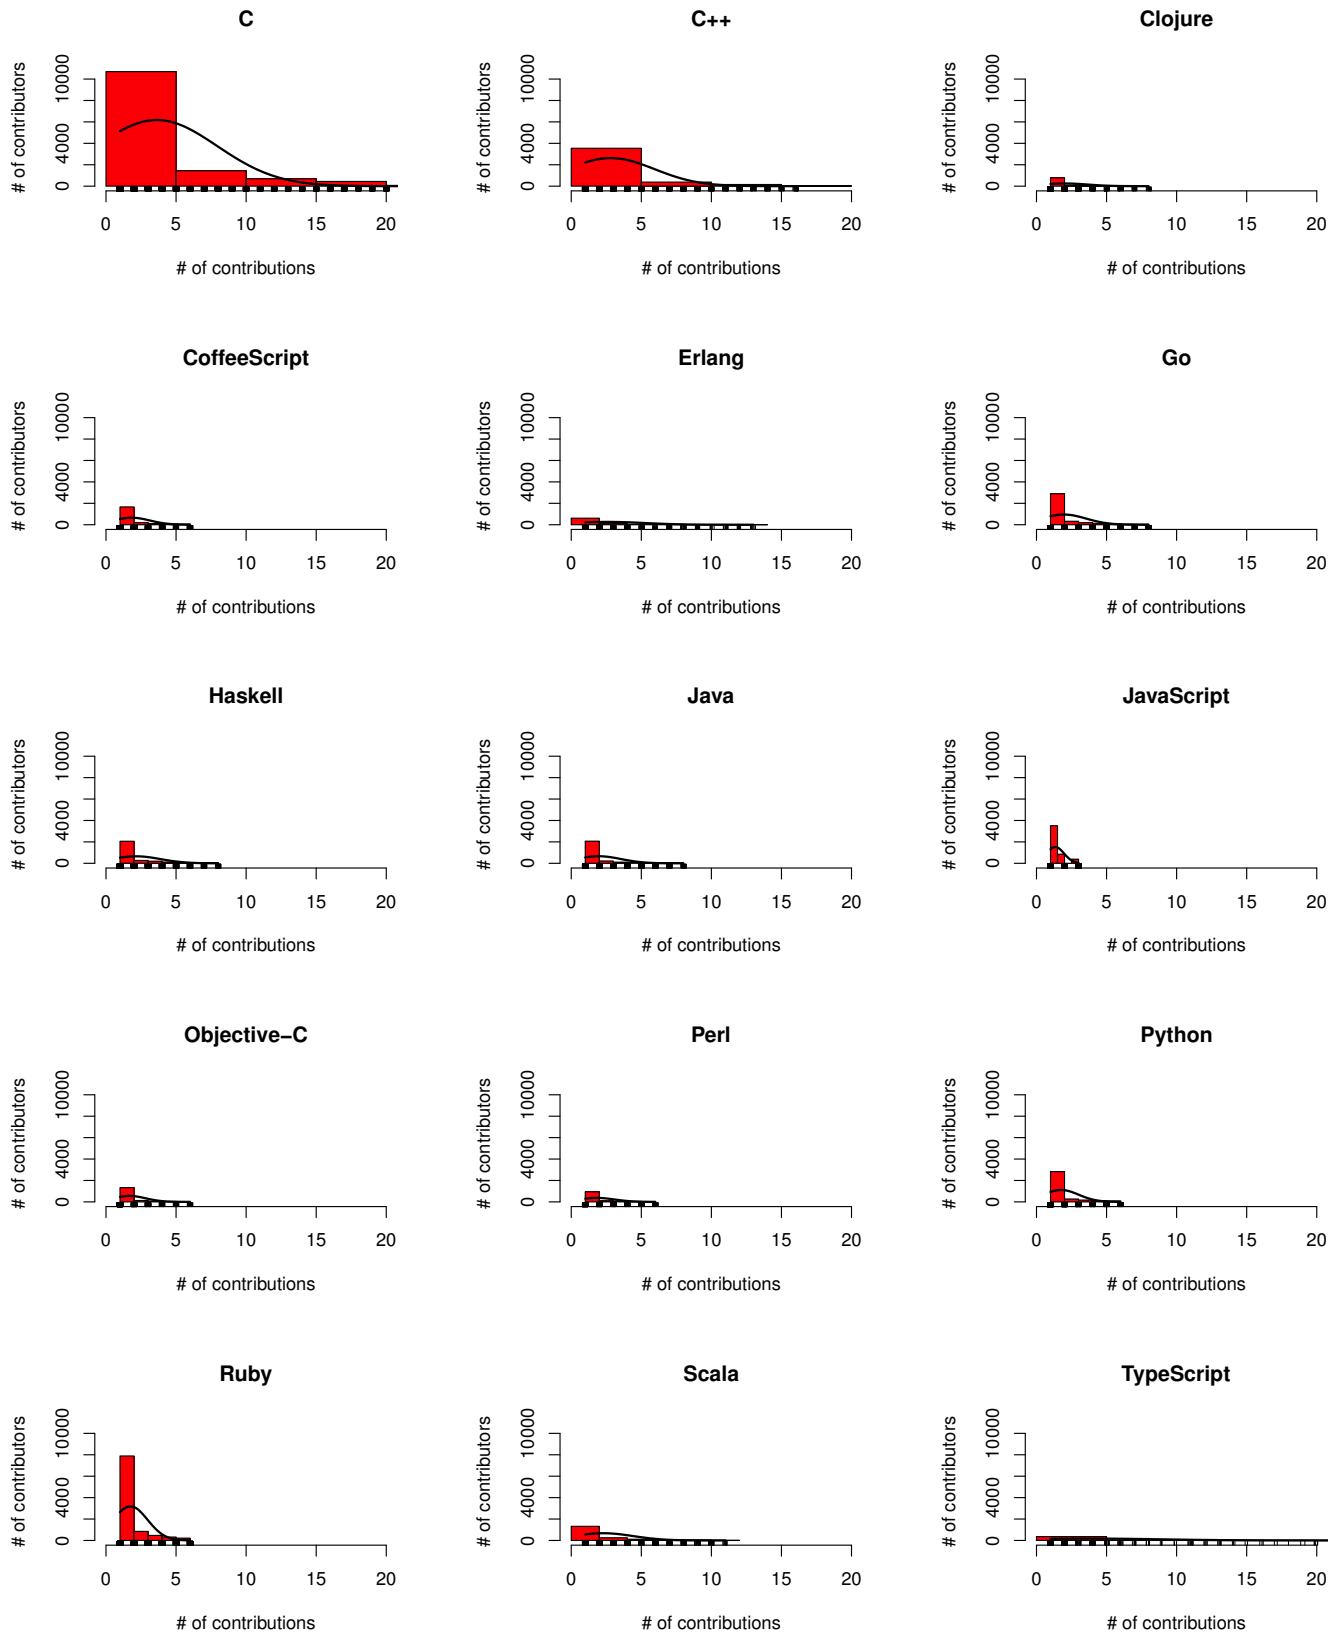 C
C++
Clojure
# of contributors
0
4000
10000
# of contributors
0
4000
10000
# of contributors
0
4000
10000
0 5 10 15 20
0 5 10 15 20
0 5 10 15 20
# of contributions
# of contributions
# of contributions
CoffeeScript
Erlang
Go
# of contributors
0
4000
10000
# of contributors
0
4000
10000
# of contributors
0
4000
10000
0 5 10 15 20
0 5 10 15 20
0 5 10 15 20
# of contributions
# of contributions
# of contributions
Haskell
Java
JavaScript
# of contributors
0
4000
10000
# of contributors
0
4000
10000
# of contributors
0
4000
10000
0 5 10 15 20
0 5 10 15 20
0 5 10 15 20
# of contributions
# of contributions
# of contributions
Objective−C
Perl
Python
# of contributors
0
4000
10000
# of contributors
0
4000
10000
# of contributors
0
4000
10000
0 5 10 15 20
0 5 10 15 20
0 5 10 15 20
# of contributions
# of contributions
# of contributions
Ruby
Scala
TypeScript
# of contributors
0
4000
10000
# of contributors
0
4000
10000
# of contributors
0
4000
10000
0 5 10 15 20
0 5 10 15 20
0 5 10 15 20
# of contributions
# of contributions
# of contributions